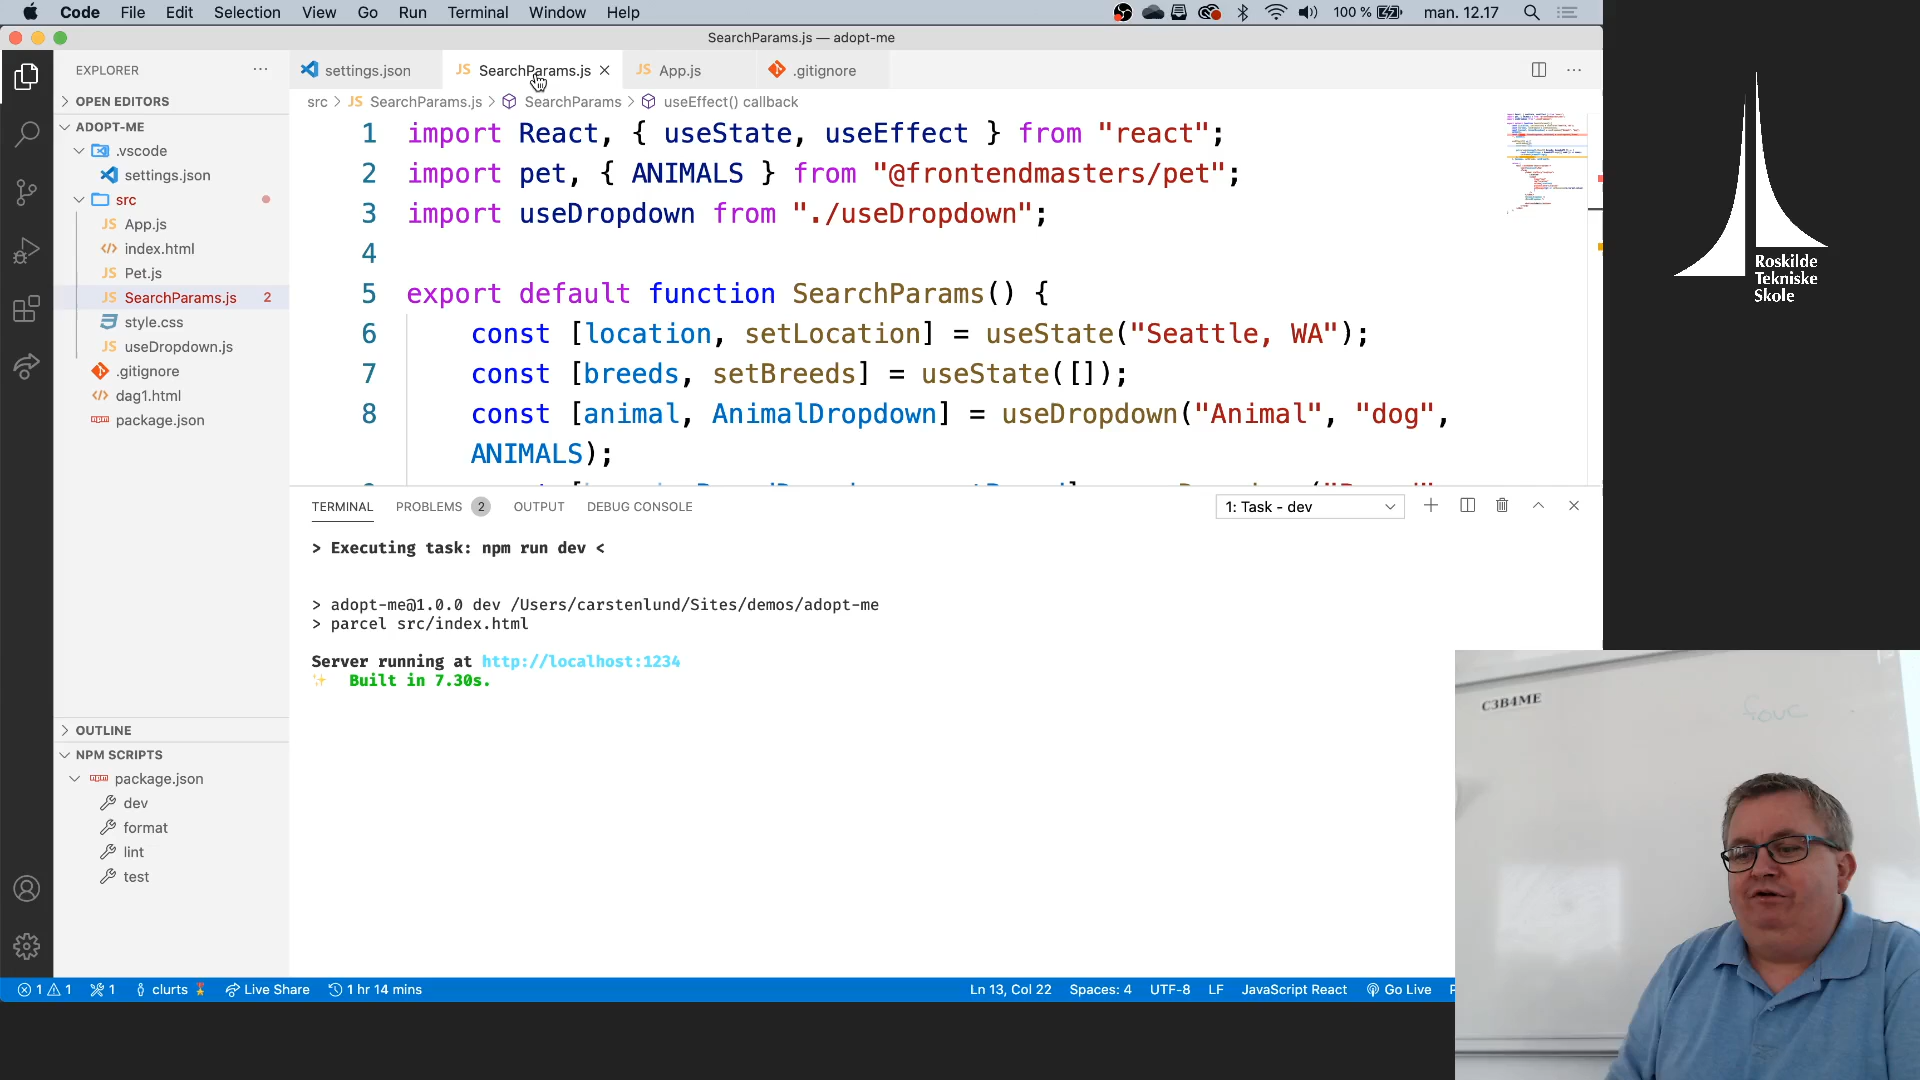 Code File Edit Selection View Go Run Terminal Window Help 100 % man. 12.17
SearchParams.js — adopt-me
EXPLORER
settings.json
SearchParams.js
App.js
.gitignore
src > SearchParams.js > SearchParams > useEffect() callback
OPEN EDITORS
ADOPT-ME
.vscode
settings.json
src
App.js
index.html
Pet.js
SearchParams.js 2
style.css
useDropdown.js
.gitignore
dag1.html
package.json
1 import React, { useState, useEffect } from "react";
2 import pet, { ANIMALS } from "@frontendmasters/pet";
3 import useDropdown from "./useDropdown";
4
5 export default function SearchParams() {
6 const [location, setLocation] = useState("Seattle, WA");
7 const [breeds, setBreeds] = useState([]);
8 const [animal, AnimalDropdown] = useDropdown("Animal", "dog",
ANIMALS);
TERMINAL PROBLEMS 2 OUTPUT DEBUG CONSOLE 1: Task - dev
> Executing task: npm run dev <
> adopt-me@1.0.0 dev /Users/carstenlund/Sites/demos/adopt-me
> parcel src/index.html
Server running at http://localhost:1234
✨ Built in 7.30s.
OUTLINE
NPM SCRIPTS
package.json
dev
format
lint
test
1 1 1 clurts Live Share 1 hr 14 mins Ln 13, Col 22 Spaces: 4 UTF-8 LF JavaScript React Go Live
Roskilde
Tekniske
Skole
C3B4ME